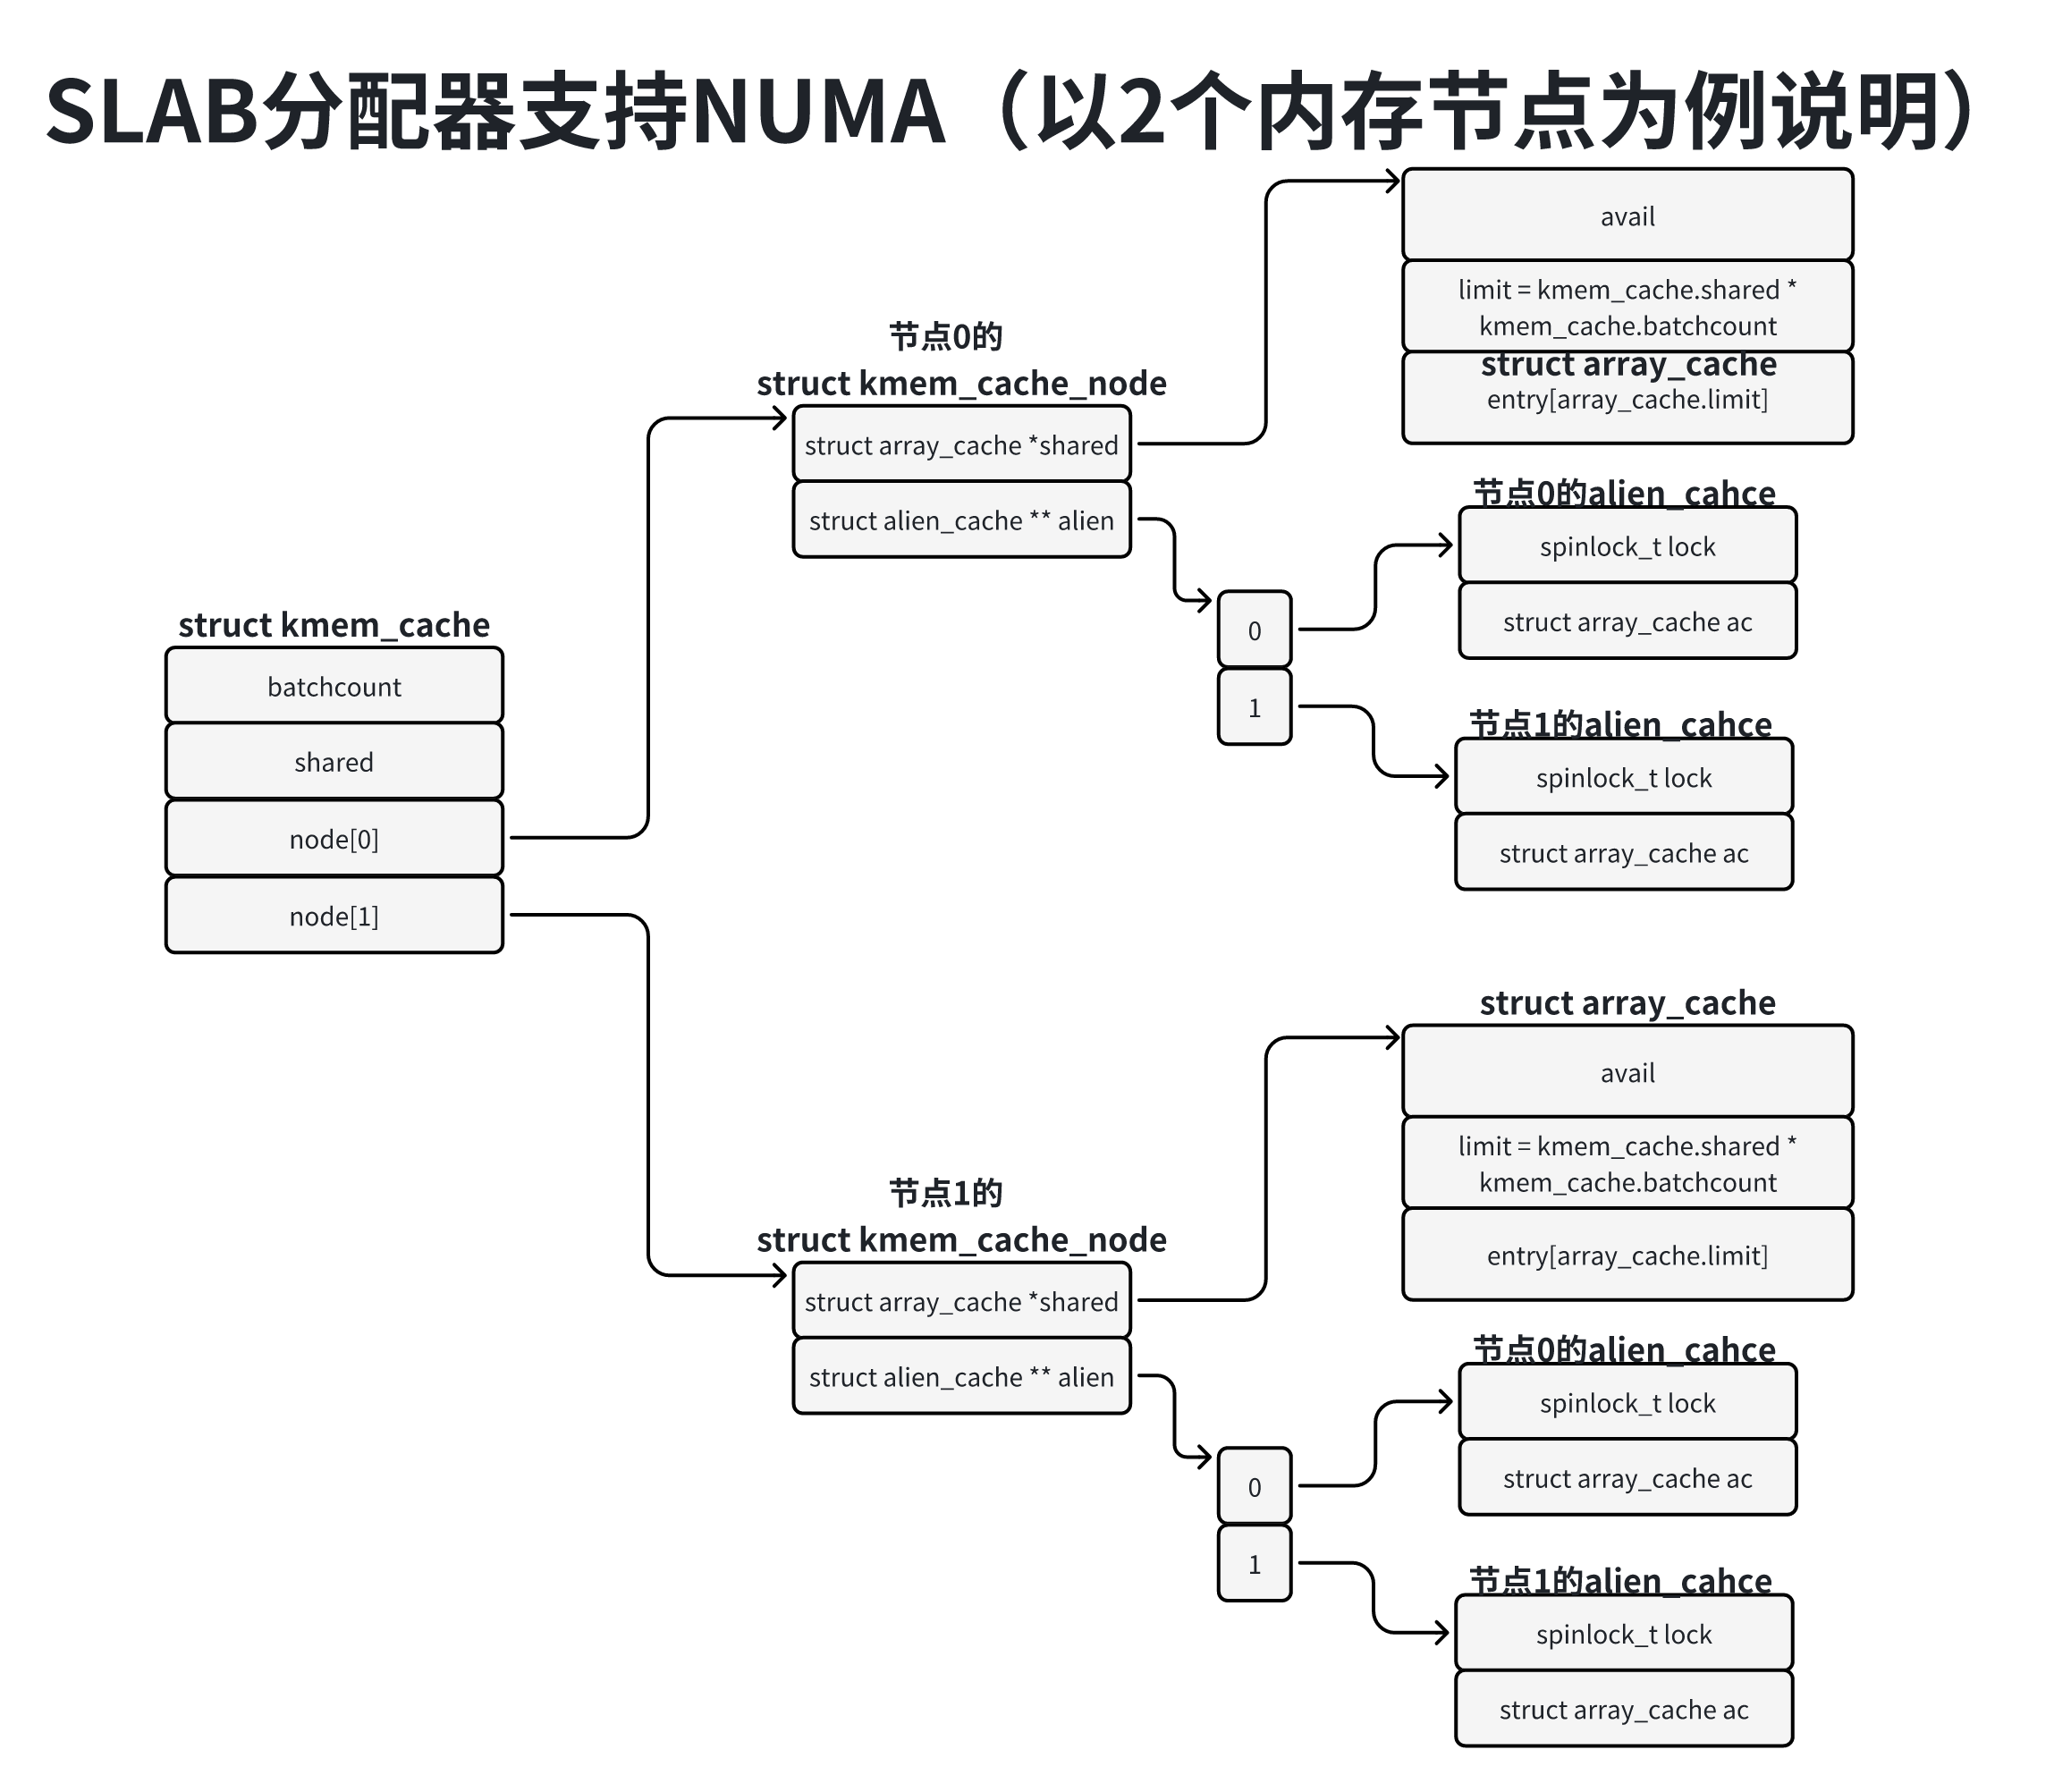 SLAB分配器支持NUMA（以2个内存节点为例说明）
avail
limit = kmem_cache.shared *
kmem_cache.batchcount
struct array_cache
entry[array_cache.limit]
节点0的
struct kmem_cache_node
struct array_cache *shared
struct alien_cache ** alien
节点0的alien_cahce
spinlock_t lock
struct array_cache ac
0
1
节点1的alien_cahce
spinlock_t lock
struct array_cache ac
struct kmem_cache
batchcount
shared
node[0]
node[1]
struct array_cache
avail
limit = kmem_cache.shared *
kmem_cache.batchcount
entry[array_cache.limit]
节点1的
struct kmem_cache_node
struct array_cache *shared
struct alien_cache ** alien
节点0的alien_cahce
spinlock_t lock
struct array_cache ac
0
1
节点1的alien_cahce
spinlock_t lock
struct array_cache ac